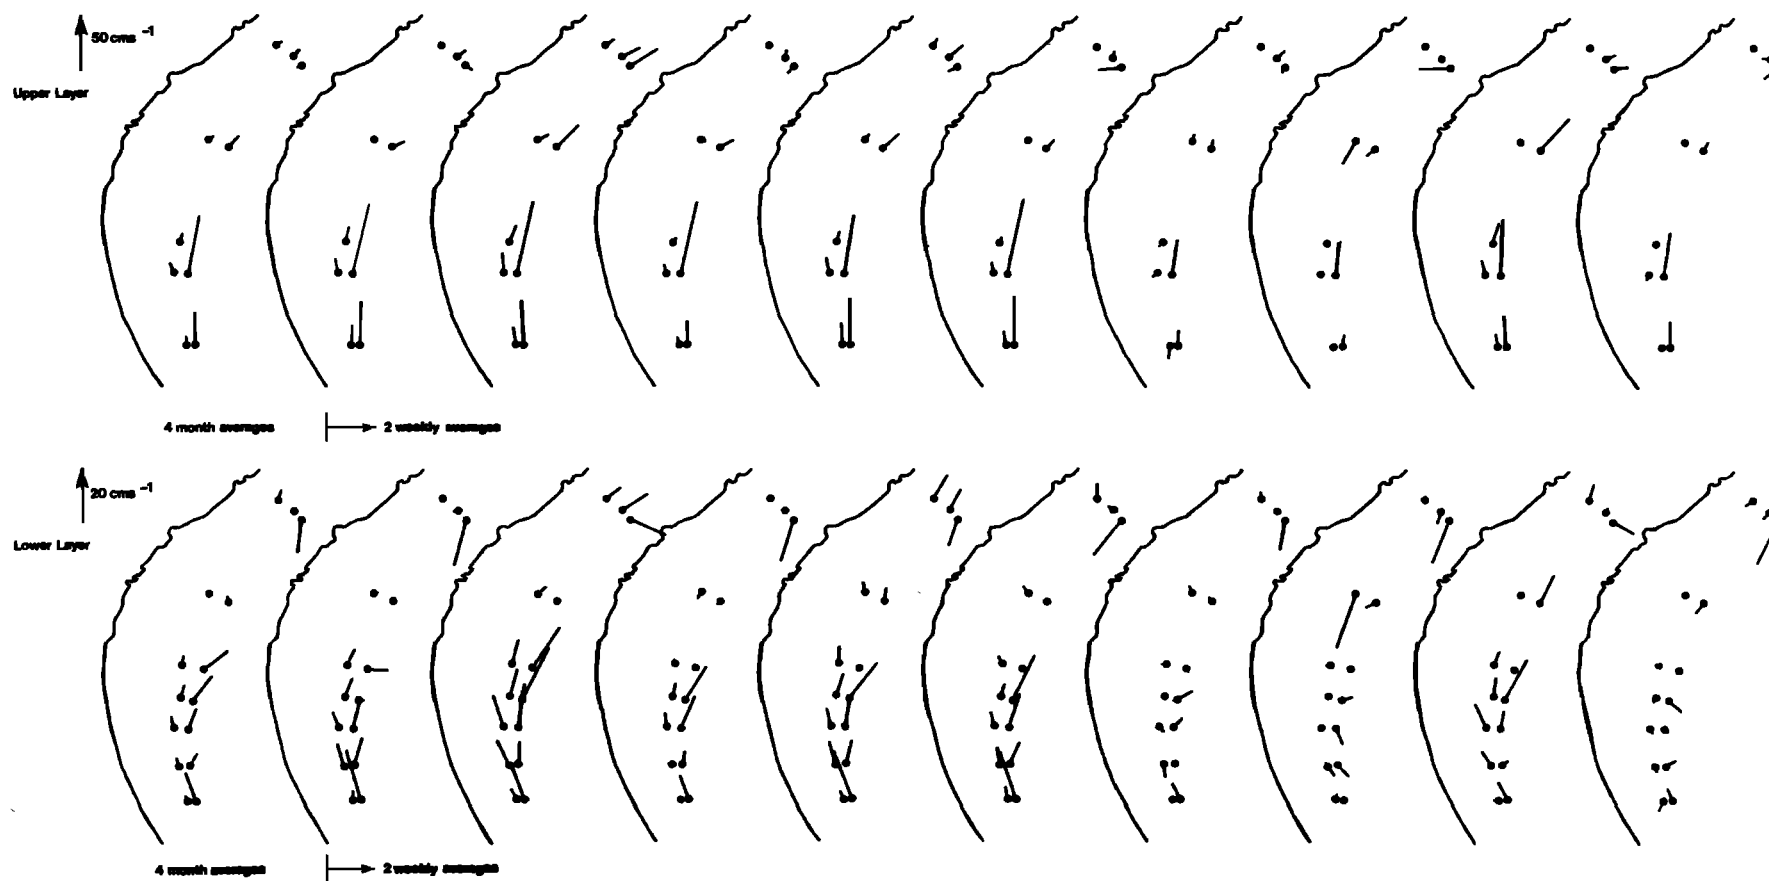 50 cms⁻¹
Upper Layer
4 month averages
2 weekly averages
20 cms⁻¹
Lower Layer
4 month averages
2 weekly averages